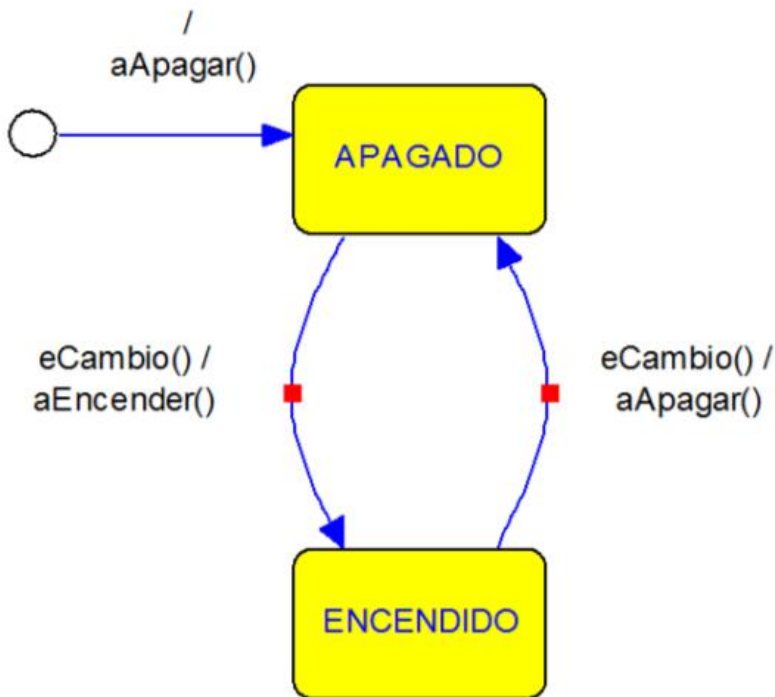 /
aApagar()
APAGADO
eCambio() /
aEncender()
eCambio() /
aApagar()
ENCENDIDO